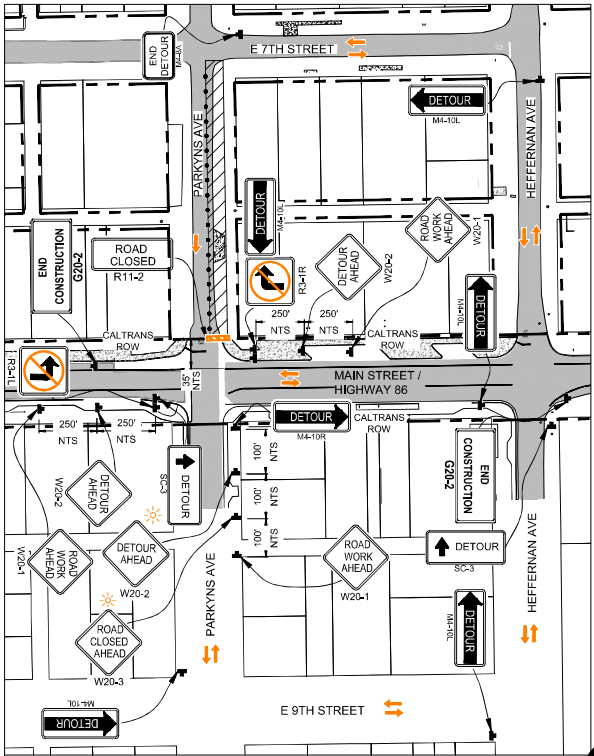 END
DETOUR
M4-8A
E 7TH STREET
DETOUR
M4-10L
PARKYNS AVE
HEFFERNAN AVE
DETOUR
M4-10L
ROAD
WORK
AHEAD
W20-1
END
CONSTRUCTION
G20-2
ROAD
CLOSED
R11-2
R3-1R
DETOUR
AHEAD
W20-2
M4-10L
DETOUR
250'
NTS
250'
NTS
CALTRANS
ROW
CALTRANS
ROW
R3-1L
35'
NTS
MAIN STREET /
HIGHWAY 86
DETOUR
M4-10R
CALTRANS
ROW
250'
NTS
250'
NTS
W20-2
DETOUR
AHEAD
SC-3
DETOUR
100'
NTS
100'
NTS
100'
NTS
END
CONSTRUCTION
G20-2
W20-1
ROAD
WORK
AHEAD
DETOUR
AHEAD
W20-2
ROAD
WORK
AHEAD
W20-1
DETOUR
SC-3
HEFFERNAN AVE
PARKYNS AVE
ROAD
CLOSED
AHEAD
W20-3
M4-10L
DETOUR
M4-10L
DETOUR
E 9TH STREET